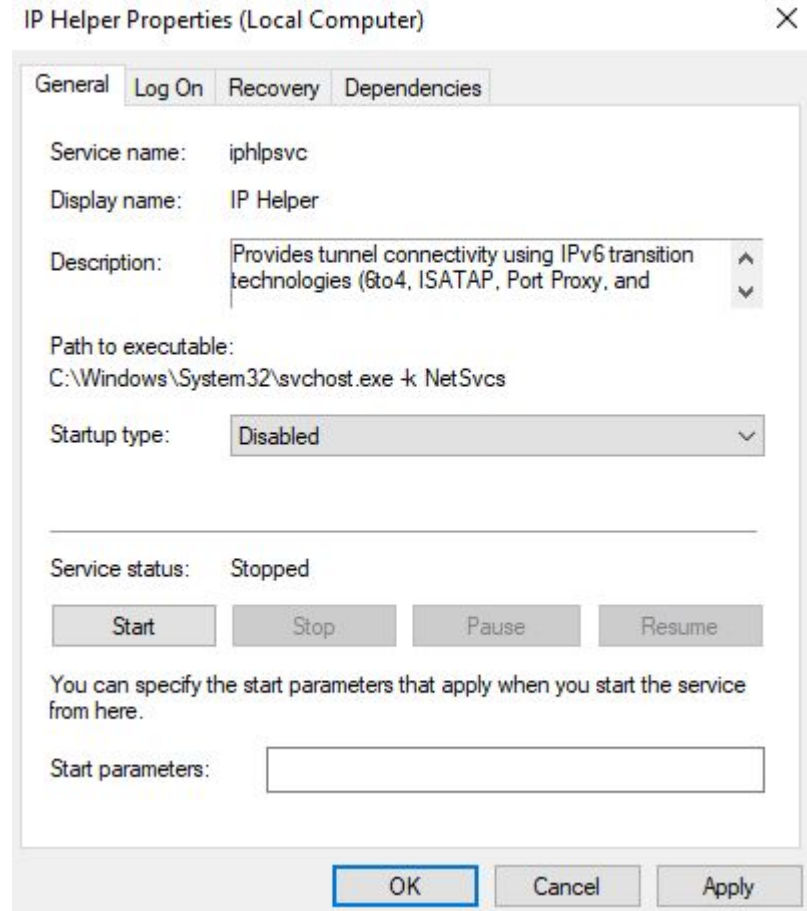 IP Helper Properties (Local Computer)
General Log On Recovery Dependencies
Service name: iphlpsvc
Display name: IP Helper
Description: Provides tunnel connectivity using IPv6 transition
technologies (6to4, ISATAP, Port Proxy, and
Path to executable:
C:\Windows\System32\svchost.exe -k NetSvcs
Startup type: Disabled
Service status: Stopped
Start Stop Pause Resume
You can specify the start parameters that apply when you start the service
from here.
Start parameters:
OK Cancel Apply